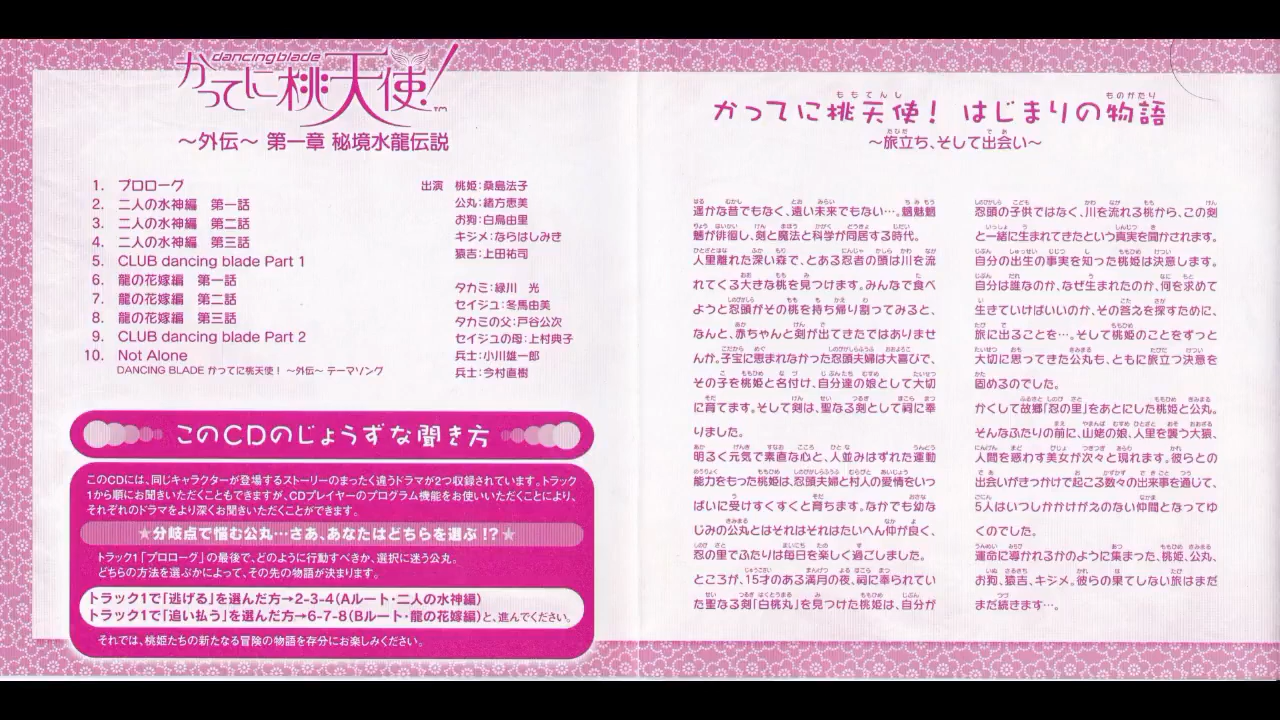 dancing blade
かってに桃天使!™
～外伝～ 第一章 秘境水龍伝説
1. プロローグ
2. 二人の水神編 第一話
3. 二人の水神編 第二話
4. 二人の水神編 第三話
5. CLUB dancing blade Part 1
6. 龍の花嫁編 第一話
7. 龍の花嫁編 第二話
8. 龍の花嫁編 第三話
9. CLUB dancing blade Part 2
10. Not Alone
DANCING BLADE かってに桃天使! ～外伝～ テーマソング
出演 桃姫:桑島法子
公丸:緒方恵美
お狗:白鳥由里
キジメ:ならはしみき
猿吉:上田祐司
タカミ:緑川 光
セイジュ:冬馬由美
タカミの父:戸谷公次
セイジュの母:上村典子
兵士:小川雄一郎
兵士:今村直樹
このCDのじょうずな聞き方
このCDには、同じキャラクターが登場するストーリーのまったく違うドラマが2つ収録されています。トラック
1から順にお聞きいただくこともできますが、CDプレイヤーのプログラム機能をお使いいただくことにより、
それぞれのドラマをより深くお聞きいただくことができます。
★分岐点で悩む公丸…さあ、あなたはどちらを選ぶ!?★
トラック1「プロローグ」の最後で、どのように行動すべきか、選択に迷う公丸。
どちらの方法を選ぶかによって、その先の物語が決まります。
トラック1で「逃げる」を選んだ方→2-3-4(Aルート・二人の水神編)
トラック1で「追い払う」を選んだ方→6-7-8(Bルート・龍の花嫁編)と、進んでください。
それでは、桃姫たちの新たなる冒険の物語を存分にお楽しみください。
かってに桃天使! はじまりの物語
～旅立ち、そして出会い～
遥かな昔でなく、遠い未来でもない…。魑魅魍
魎が俳徊し、剣と魔法と科学が同居する時代。
人里離れた深い森で、とある忍者の頭は川を流
れてくる大きな桃を見つけます。みんなで食べ
ようと忍頭がその桃を持ち帰り割ってみると、
なんと、赤ちゃんと剣が出てきたではありませ
んか。子宝に恵まれなかった忍頭夫婦は大喜びで、
その子を桃姫と名付け、自分達の娘として大切
に育てます。そして剣は、聖なる剣として祠に奉
りました。
明るく元気で素直な心と、人並みはずれた運動
能力をもった桃姫は、忍頭夫婦と村人の愛情をいっ
ぱいに受けすくすくと育ちます。なかでも幼な
じみの公丸とはそれはそれはたいへん仲が良く、
忍の里でふたりは毎日を楽しく過ごしました。
ところが、15才のある満月の夜、祠に奉られてい
た聖なる剣「白桃丸」を見つけた桃姫は、自分が
忍頭の子供ではなく、川を流れる桃から、この剣
と一緒に生まれてきたという真実を聞かされます。
自分の出生の事実を知った桃姫は決意します。
自分は誰なのか、なぜ生まれたのか、何を求めて
生きていけばいいのか、その答えを探すために、
旅に出ることを…。そして桃姫のことをずっと
大切に思ってきた公丸も、ともに旅立つ決意を
固めるのでした。
かくして故郷「忍の里」をあとにした桃姫と公丸。
そんなふたりの前に、山姥の娘、人里を襲う大猿、
人間を惑わす美女が次々と現れます。彼らとの
出会いがきっかけで起こる数々の出来事を通じて、
5人はいつしかかけがえのない仲間となってゆ
くのでした。
運命に導かれるかのように集まった、桃姫、公丸、
お狗、猿吉、キジメ。彼らの果てしない旅はまだ
まだ続きます…。